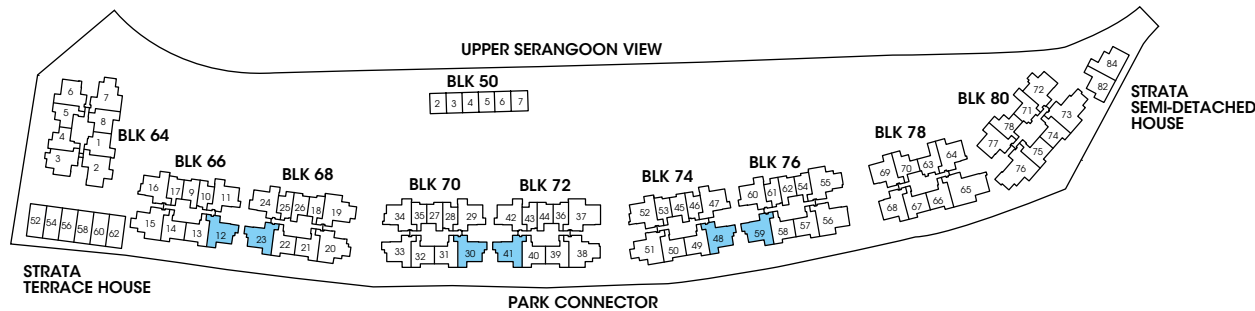 UPPER SERANGOON VIEW
BLK 50
2 3 4 5 6 7
BLK 64
6 7
5 8
4 1
3 2
BLK 66
16 17 9 10 11
15 14 13 12
BLK 68
24 25 26 18 19
23 22 21 20
BLK 70
34 35 27 28 29
33 32 31 30
BLK 72
42 43 44 36 37
41 40 39 38
BLK 74
52 53 45 46 47
51 50 49 48
BLK 76
60 61 62 54 55
59 58 57 56
BLK 78
69 70 63 64
68 67 66 65
BLK 80
72
71 73
78 74
77 75
76
84
82
STRATA
SEMI-DETACHED
HOUSE
52 54 56 58 60 62
STRATA
TERRACE HOUSE
PARK CONNECTOR